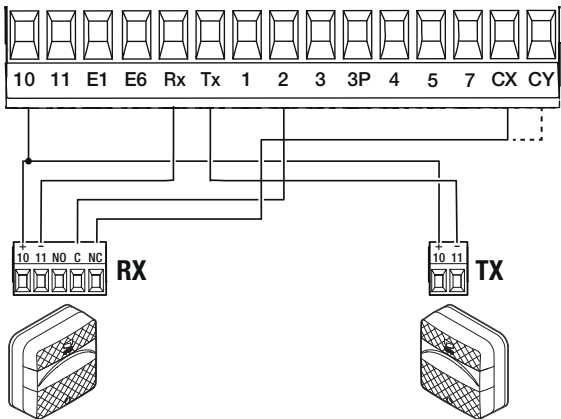 10 11 E1 E6 Rx Tx 1 2 3 3P 4 5 7 CX CY
+ −
10 11 NO C NC
RX
+ −
10 11
TX